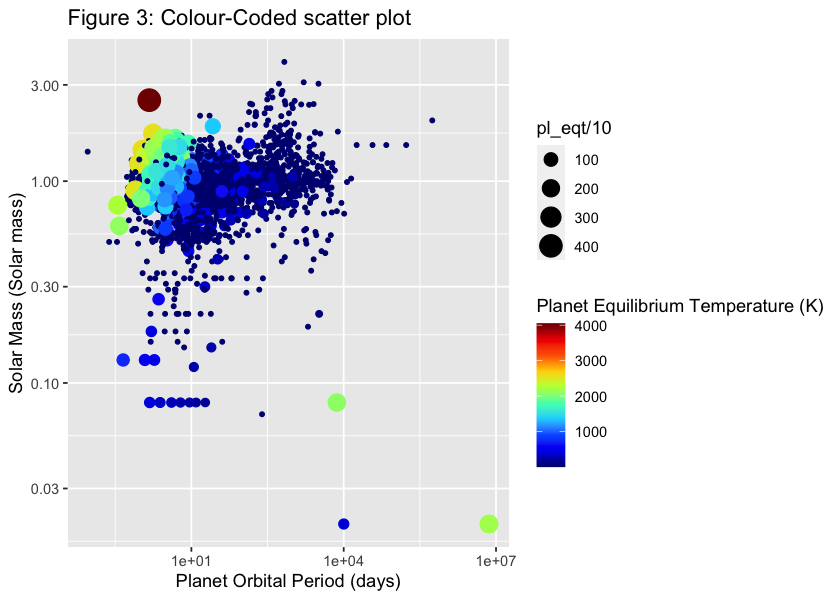 Figure 3: Colour-Coded scatter plot
3.00
1.00
0.30
0.10
0.03
Solar Mass (Solar mass)
1e+01
1e+04
1e+07
Planet Orbital Period (days)
pl_eqt/10
100
200
300
400
Planet Equilibrium Temperature (K)
4000
3000
2000
1000